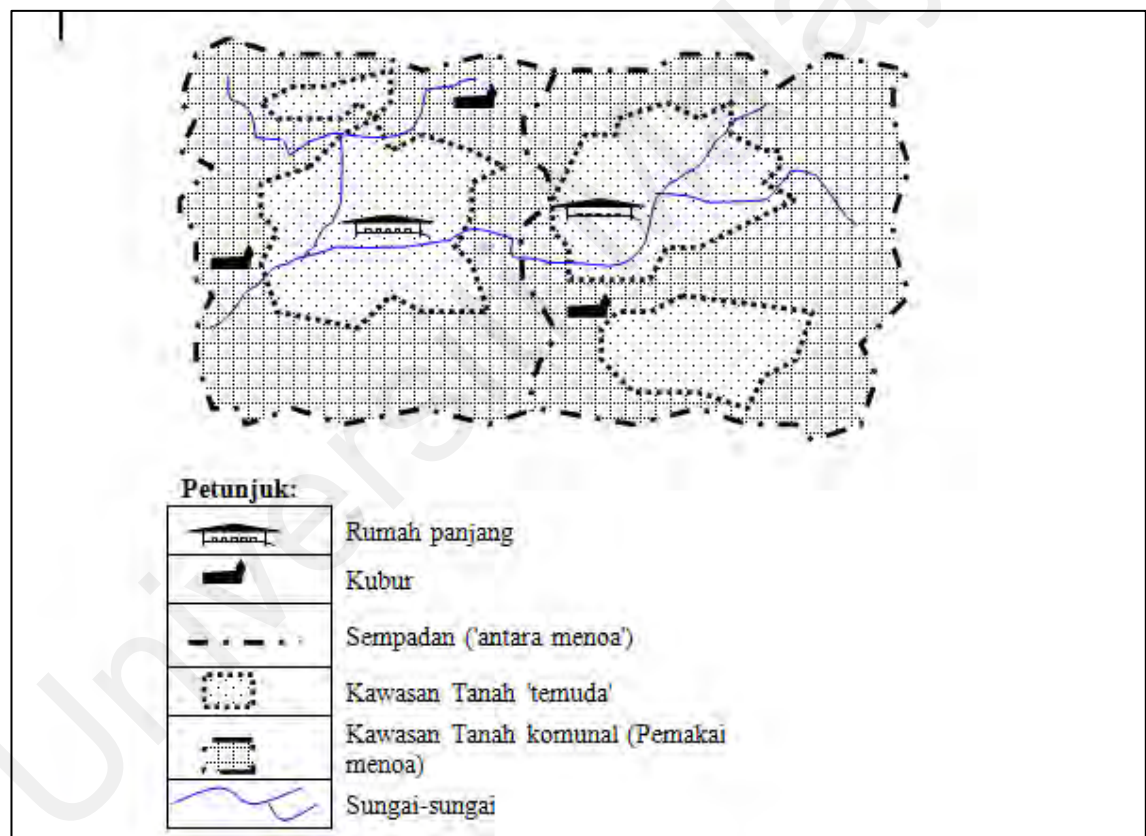 Petunjuk:
Rumah panjang
Kubur
Sempadan ('antara menoa')
Kawasan Tanah 'temuda'
Kawasan Tanah komunal (Pemakai
menoa)
Sungai-sungai